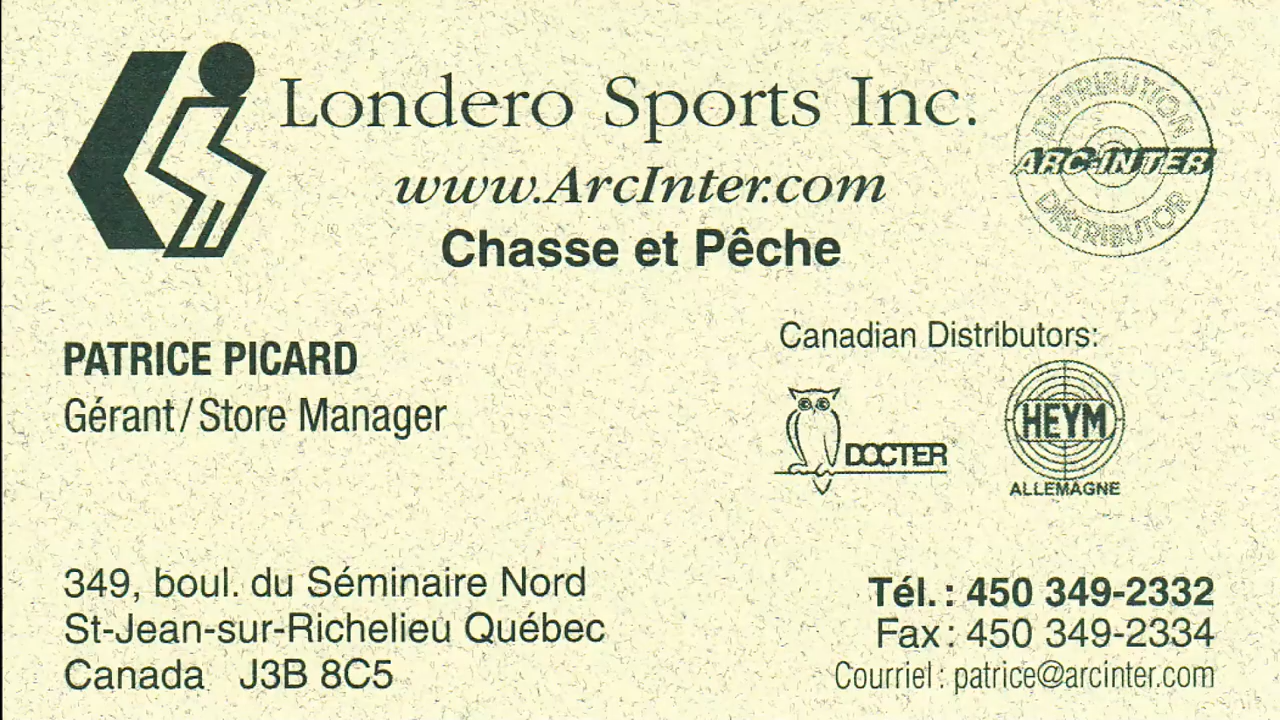 Londero Sports Inc.
www.ArcInter.com
Chasse et Pêche
DISTRIBUTION
ARC-INTER
DISTRIBUTOR
PATRICE PICARD
Gérant / Store Manager
Canadian Distributors:
DOCTER
HEYM
ALLEMAGNE
349, boul. du Séminaire Nord
St-Jean-sur-Richelieu Québec
Canada J3B 8C5
Tél. : 450 349-2332
Fax : 450 349-2334
Courriel : patrice@arcinter.com